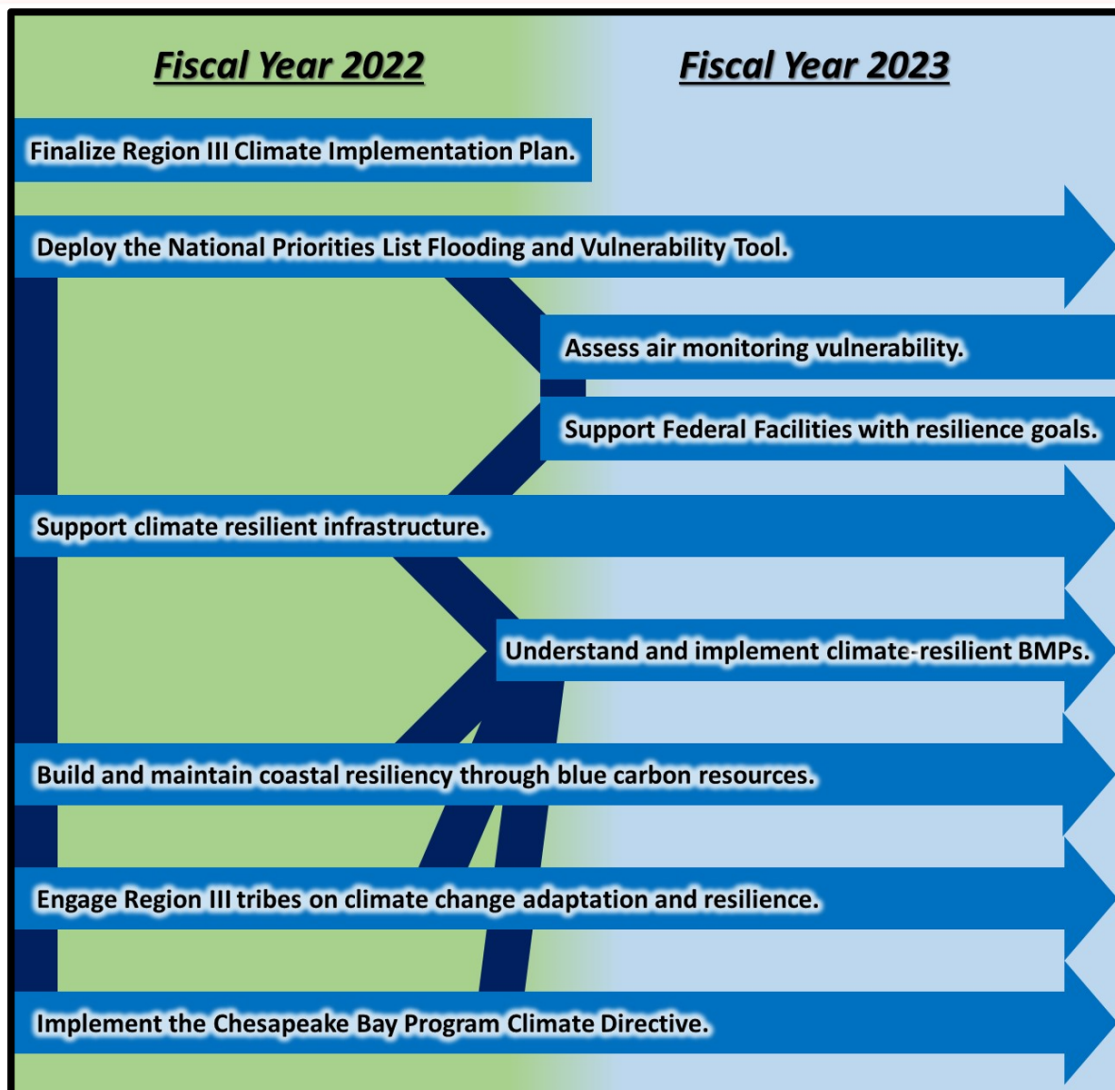 Fiscal Year 2022
Fiscal Year 2023
Finalize Region III Climate Implementation Plan.
Deploy the National Priorities List Flooding and Vulnerability Tool.
Assess air monitoring vulnerability.
Support Federal Facilities with resilience goals.
Support climate resilient infrastructure.
Understand and implement climate-resilient BMPs.
Build and maintain coastal resiliency through blue carbon resources.
Engage Region III tribes on climate change adaptation and resilience.
Implement the Chesapeake Bay Program Climate Directive.